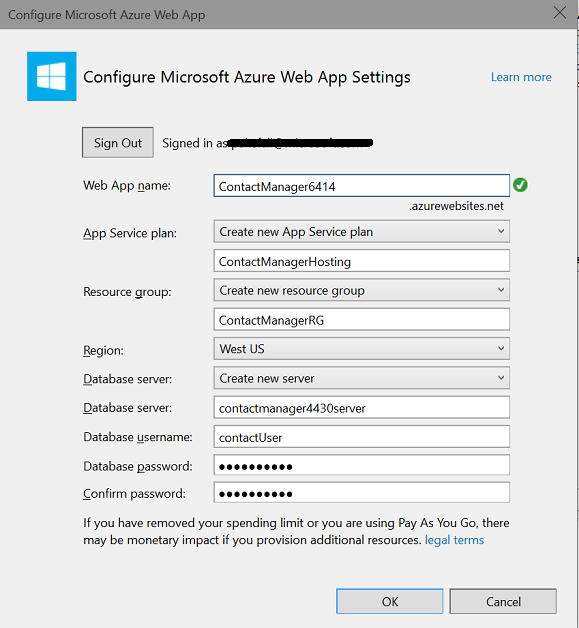 Configure Microsoft Azure Web App
Configure Microsoft Azure Web App Settings
Learn more
Sign Out Signed in as
Web App name: ContactManager6414
.azurewebsites.net
App Service plan: Create new App Service plan
ContactManagerHosting
Resource group: Create new resource group
ContactManagerRG
Region: West US
Database server: Create new server
Database server: contactmanager4430server
Database username: contactUser
Database password: ●●●●●●●●●●
Confirm password: ●●●●●●●●●●
If you have removed your spending limit or you are using Pay As You Go, there
may be monetary impact if you provision additional resources. legal terms
OK Cancel